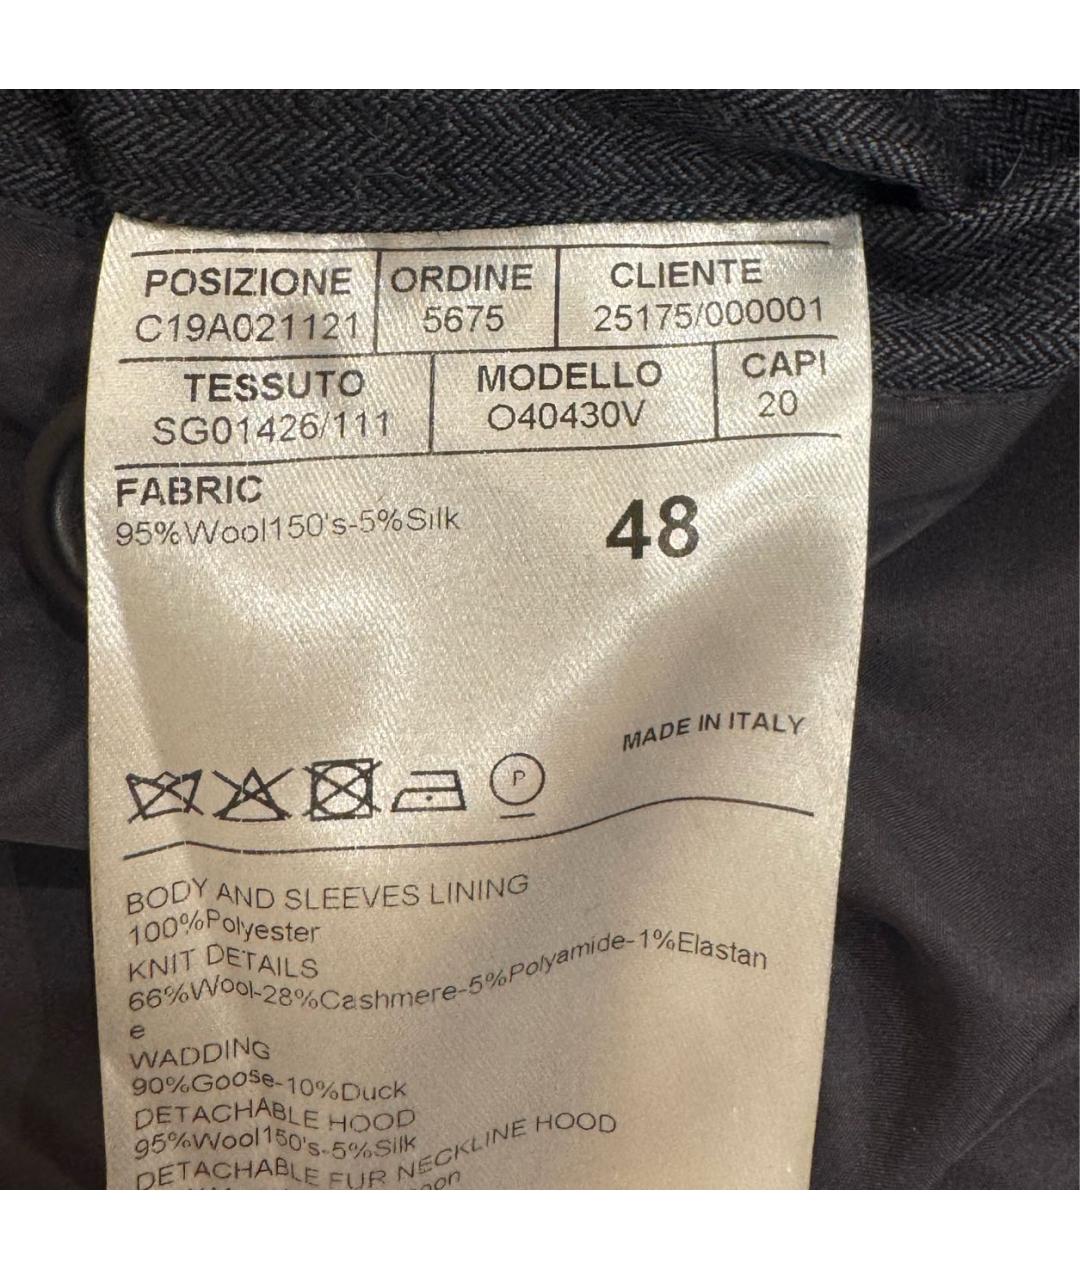 POSIZIONE ORDINE CLIENTE
C19A021121 5675 25175/000001
TESSUTO MODELLO CAPI
SG01426/111 O40430V 20
FABRIC
95%Wool150's-5%Silk
48
MADE IN ITALY
P
BODY AND SLEEVES LINING
100%Polyester
KNIT DETAILS
66%Wool-28%Cashmere-5%Polyamide-1%Elastan
e
WADDING
90%Goose-10%Duck
DETACHABLE HOOD
95%Wool150's-5%Silk
DETACHABLE FUR NECKLINE HOOD